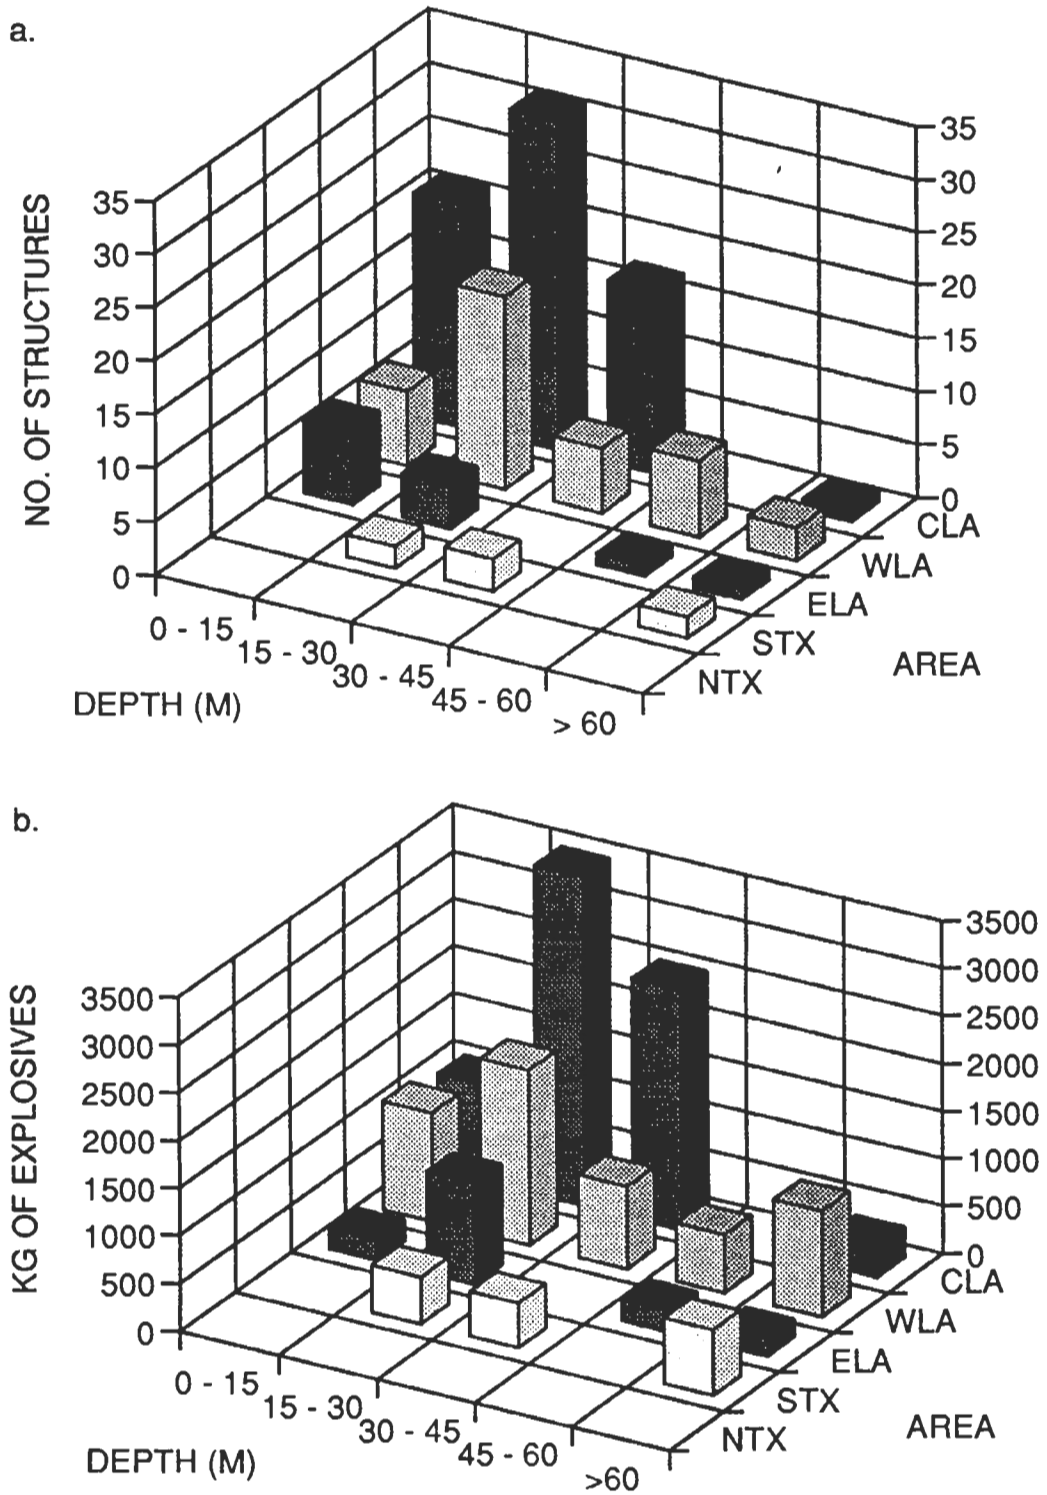 a.
NO. OF STRUCTURES
35
30
25
20
15
10
5
0
35
30
25
20
15
10
5
0
0 - 15
15 - 30
30 - 45
45 - 60
> 60
DEPTH (M)
CLA
WLA
ELA
STX
NTX
AREA
b.
KG OF EXPLOSIVES
3500
3000
2500
2000
1500
1000
500
0
3500
3000
2500
2000
1500
1000
500
0
0 - 15
15 - 30
30 - 45
45 - 60
>60
DEPTH (M)
CLA
WLA
ELA
STX
NTX
AREA